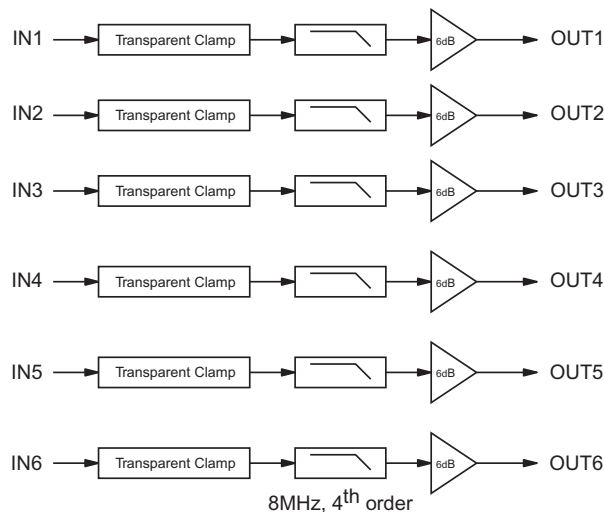 IN1 Transparent Clamp 6dB OUT1
IN2 Transparent Clamp 6dB OUT2
IN3 Transparent Clamp 6dB OUT3
IN4 Transparent Clamp 6dB OUT4
IN5 Transparent Clamp 6dB OUT5
IN6 Transparent Clamp 6dB OUT6
8MHz, 4th order